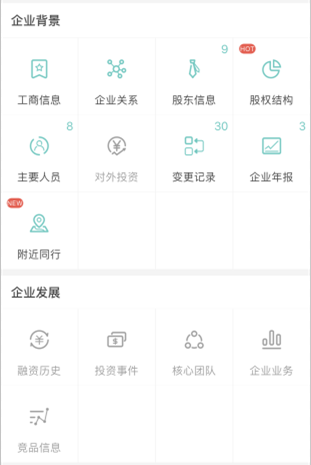 企业背景
9
HOT
工商信息 企业关系 股东信息 股权结构
8 30 3
主要人员 对外投资 变更记录 企业年报
NEW
附近同行
企业发展
融资历史 投资事件 核心团队 企业业务
竞品信息